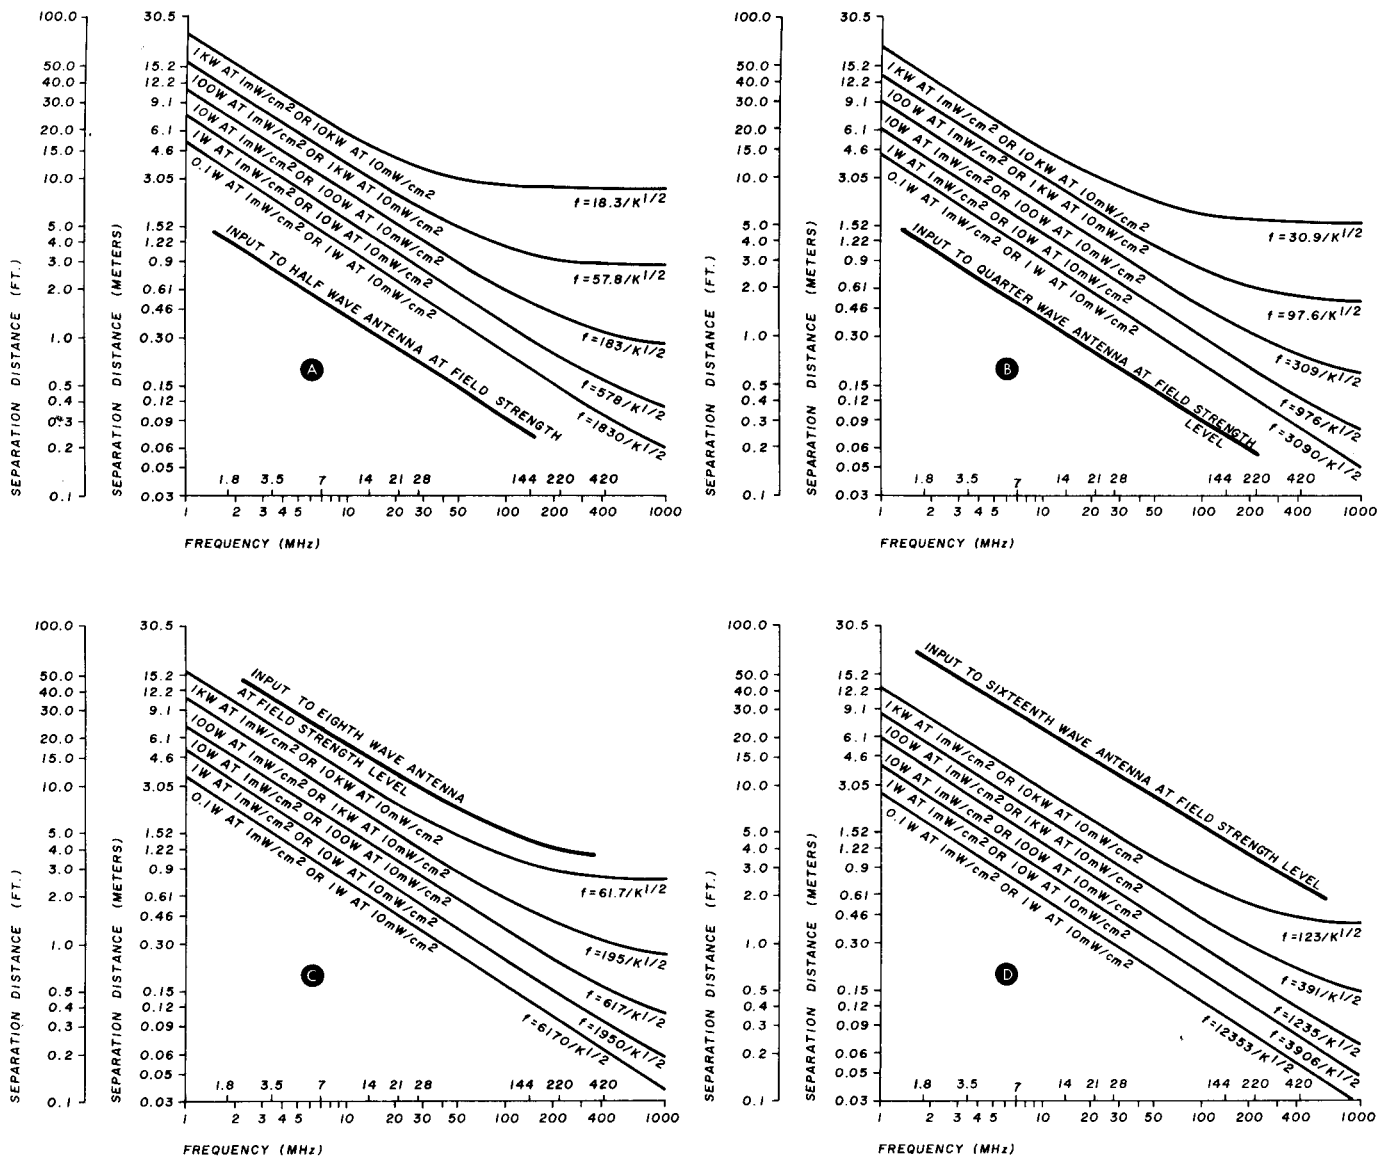 100.0
50.0
40.0
30.0
20.0
15.0
10.0
5.0
4.0
3.0
2.0
1.0
0.5
0.4
0.3
0.2
0.1
SEPARATION DISTANCE (FT.)
30.5
15.2
12.2
9.1
6.1
4.6
3.05
1.52
1.22
0.9
0.61
0.46
0.30
0.15
0.12
0.09
0.06
0.05
0.03
SEPARATION DISTANCE (METERS)
1KW AT 1mW/cm2 OR 10KW AT 10mW/cm2
100W AT 1mW/cm2 OR 1KW AT 10mW/cm2
10W AT 1mW/cm2 OR 100W AT 10mW/cm2
1W AT 1mW/cm2 OR 10W AT 10mW/cm2
0.1W AT 1mW/cm2 OR 1W AT 10mW/cm2
INPUT TO HALF WAVE ANTENNA AT FIELD STRENGTH
f=18.3/K1/2
f=57.8/K1/2
f=183/K1/2
f=578/K1/2
f=1830/K1/2
A
1.8 3.5 7 14 21 28 144 220 420
1 2 3 4 5 10 20 30 50 100 200 400 1000
FREQUENCY (MHz)
100.0
50.0
40.0
30.0
20.0
15.0
10.0
5.0
4.0
3.0
2.0
1.0
0.5
0.4
0.3
0.2
0.1
SEPARATION DISTANCE (FT.)
30.5
15.2
12.2
9.1
6.1
4.6
3.05
1.52
1.22
0.9
0.61
0.46
0.30
0.15
0.12
0.09
0.06
0.05
0.03
SEPARATION DISTANCE (METERS)
1KW AT 1mW/cm2 OR 10KW AT 10mW/cm2
100W AT 1mW/cm2 OR 1KW AT 10mW/cm2
10W AT 1mW/cm2 OR 100W AT 10mW/cm2
1W AT 1mW/cm2 OR 10W AT 10mW/cm2
0.1W AT 1mW/cm2 OR 1W AT 10mW/cm2
INPUT TO QUARTER WAVE ANTENNA AT FIELD STRENGTH
LEVEL
f=30.9/K1/2
f=97.6/K1/2
f=309/K1/2
f=976/K1/2
f=3090/K1/2
B
1.8 3.5 7 14 21 28 144 220 420
1 2 3 4 5 10 20 30 50 100 200 400 1000
FREQUENCY (MHz)
100.0
50.0
40.0
30.0
20.0
15.0
10.0
5.0
4.0
3.0
2.0
1.0
0.5
0.4
0.3
0.2
0.1
SEPARATION DISTANCE (FT.)
30.5
15.2
12.2
9.1
6.1
4.6
3.05
1.52
1.22
0.9
0.61
0.46
0.30
0.15
0.12
0.09
0.06
0.05
0.03
SEPARATION DISTANCE (METERS)
INPUT TO EIGHTH WAVE ANTENNA
AT FIELD STRENGTH LEVEL
1KW AT 1mW/cm2 OR 10KW AT 10mW/cm2
100W AT 1mW/cm2 OR 1KW AT 10mW/cm2
10W AT 1mW/cm2 OR 100W AT 10mW/cm2
1W AT 1mW/cm2 OR 10W AT 10mW/cm2
0.1W AT 1mW/cm2 OR 1W AT 10mW/cm2
f=61.7/K1/2
f=195/K1/2
f=617/K1/2
f=1950/K1/2
f=6170/K1/2
C
1.8 3.5 7 14 21 28 144 220 420
1 2 3 4 5 10 20 30 50 100 200 400 1000
FREQUENCY (MHz)
100.0
50.0
40.0
30.0
20.0
15.0
10.0
5.0
4.0
3.0
2.0
1.0
0.5
0.4
0.3
0.2
0.1
SEPARATION DISTANCE (FT.)
30.5
15.2
12.2
9.1
6.1
4.6
3.05
1.52
1.22
0.9
0.61
0.46
0.30
0.15
0.12
0.09
0.06
0.05
0.03
SEPARATION DISTANCE (METERS)
INPUT TO SIXTEENTH WAVE ANTENNA AT FIELD STRENGTH LEVEL
1KW AT 1mW/cm2 OR 10KW AT 10mW/cm2
100W AT 1mW/cm2 OR 1KW AT 10mW/cm2
10W AT 1mW/cm2 OR 100W AT 10mW/cm2
1W AT 1mW/cm2 OR 10W AT 10mW/cm2
0.1W AT 1mW/cm2 OR 1W AT 10mW/cm2
f=123/K1/2
f=391/K1/2
f=1235/K1/2
f=3906/K1/2
f=12353/K1/2
D
1.8 3.5 7 14 21 28 144 220 420
1 2 3 4 5 10 20 30 50 100 200 400 1000
FREQUENCY (MHz)